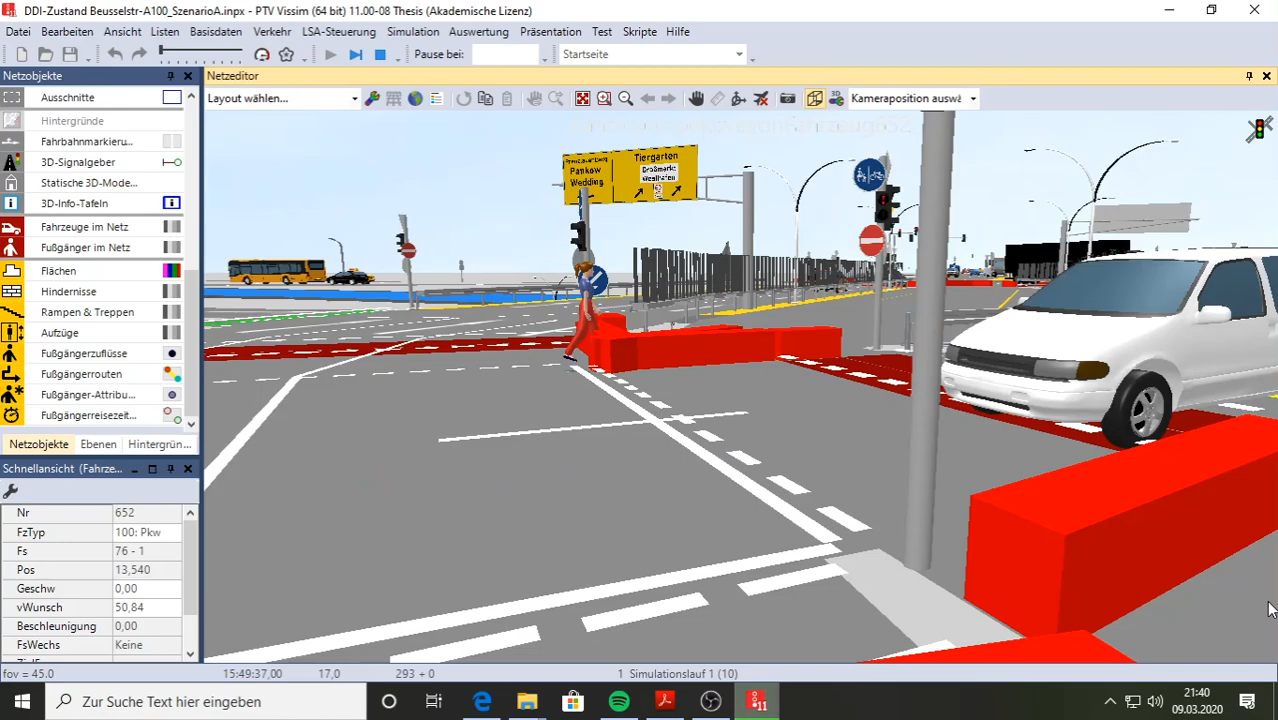 DDI-Zustand Beusselstr-A100_SzenarioA.inpx - PTV Vissim (64 bit) 11.00-08 Thesis (Akademische Lizenz)
Datei Bearbeiten Ansicht Listen Basisdaten Verkehr LSA-Steuerung Simulation Auswertung Präsentation Test Skripte Hilfe
Pause bei: Startseite
Netzobjekte
Netzeditor
Layout wählen...
Kameraposition auswä
Ausschnitte
Hintergründe
Fahrbahnmarkieru...
3D-Signalgeber
Statische 3D-Mode...
3D-Info-Tafeln
Fahrzeuge im Netz
Fußgänger im Netz
Flächen
Hindernisse
Rampen & Treppen
Aufzüge
Fußgängerzuflüsse
Fußgängerrouten
Fußgänger-Attribu...
Fußgängerreisezeit...
Netzobjekte Ebenen Hintergrün...
Schnellansicht (Fahrze...
Nr 652
FzTyp 100: Pkw
Fs 76 - 1
Pos 13,540
Geschw 0,00
vWunsch 50,84
Beschleunigung 0,00
FsWechs Keine
Pankow
Wedding
Tiergarten
Großmarkt
Westhafen
fov = 45.0 15:49:37,00 17,0 293 + 0 1 Simulationslauf 1 (10)
Zur Suche Text hier eingeben
11
21:40
09.03.2020